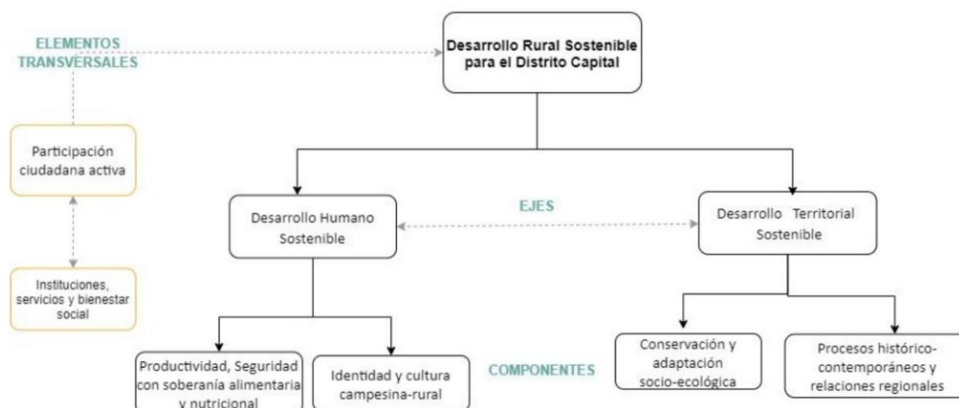 ELEMENTOS
TRANSVERSALES
Desarrollo Rural Sostenible
para el Distrito Capital
Participación
ciudadana activa
Desarrollo Humano
Sostenible
EJES
Desarrollo Territorial
Sostenible
Instituciones,
servicios y bienestar
social
Productividad, Seguridad
con soberanía alimentaria
y nutricional
Identidad y cultura
campesina-rural
COMPONENTES
Conservación y
adaptación
socio-ecológica
Procesos histórico-
contemporáneos y
relaciones regionales